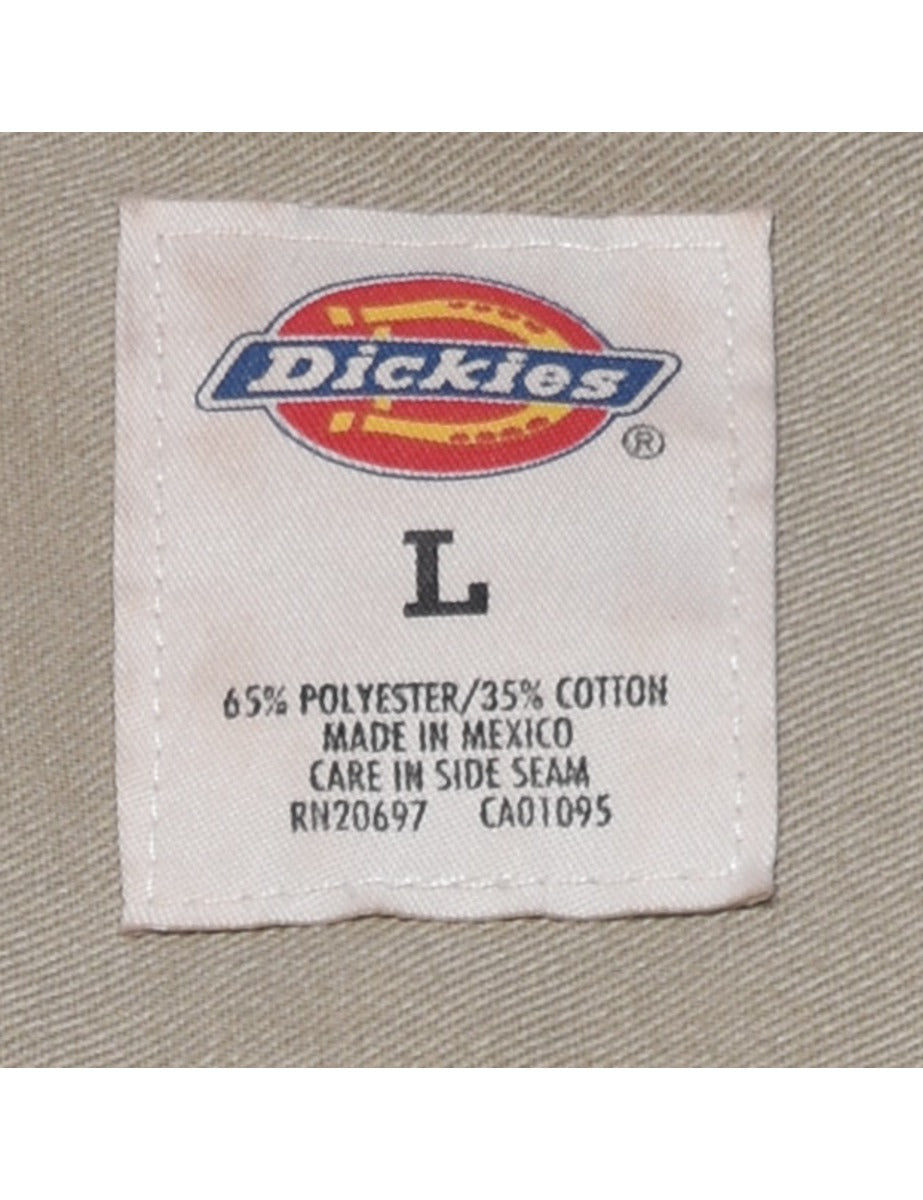 Dickies
®
L
65% POLYESTER/35% COTTON
MADE IN MEXICO
CARE IN SIDE SEAM
RN20697 CA01095